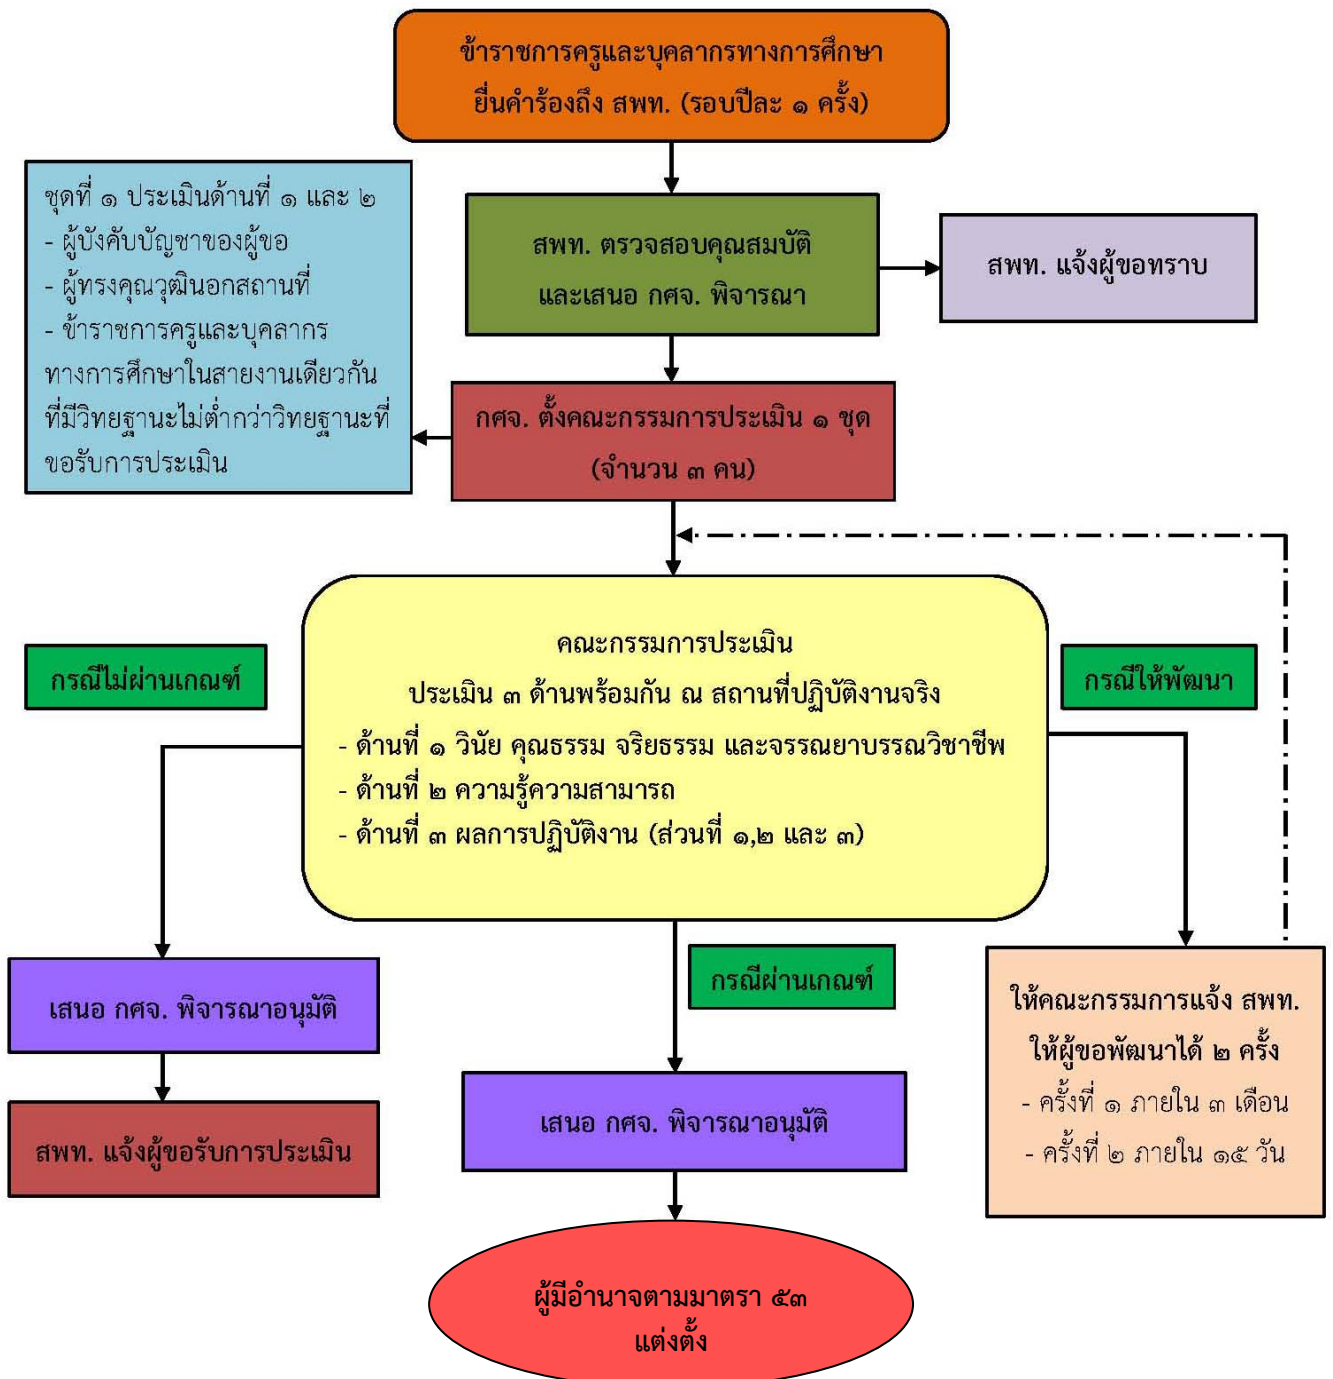 ข้าราชการครูและบุคลากรทางการศึกษา
ยื่นคำร้องถึง สพท. (รอบปีละ ๑ ครั้ง)
ชุดที่ ๑ ประเมินด้านที่ ๑ และ ๒
- ผู้บังคับบัญชาของผู้ขอ
- ผู้ทรงคุณวุฒินอกสถานที่
- ข้าราชการครูและบุคลากร
ทางการศึกษาในสายงานเดียวกัน
ที่มีวิทยฐานะไม่ต่ำกว่าวิทยฐานะที่
ขอรับการประเมิน
สพท. ตรวจสอบคุณสมบัติ
และเสนอ กศจ. พิจารณา
สพท. แจ้งผู้ขอทราบ
กศจ. ตั้งคณะกรรมการประเมิน ๑ ชุด
(จำนวน ๓ คน)
กรณีไม่ผ่านเกณฑ์
คณะกรรมการประเมิน
ประเมิน ๓ ด้านพร้อมกัน ณ สถานที่ปฏิบัติงานจริง
- ด้านที่ ๑ วินัย คุณธรรม จริยธรรม และจรรณยาบรรณวิชาชีพ
- ด้านที่ ๒ ความรู้ความสามารถ
- ด้านที่ ๓ ผลการปฏิบัติงาน (ส่วนที่ ๑,๒ และ ๓)
กรณีให้พัฒนา
เสนอ กศจ. พิจารณาอนุมัติ
สพท. แจ้งผู้ขอรับการประเมิน
กรณีผ่านเกณฑ์
เสนอ กศจ. พิจารณาอนุมัติ
ให้คณะกรรมการแจ้ง สพท.
ให้ผู้ขอพัฒนาได้ ๒ ครั้ง
- ครั้งที่ ๑ ภายใน ๓ เดือน
- ครั้งที่ ๒ ภายใน ๑๕ วัน
ผู้มีอำนาจตามมาตรา ๕๓
แต่งตั้ง